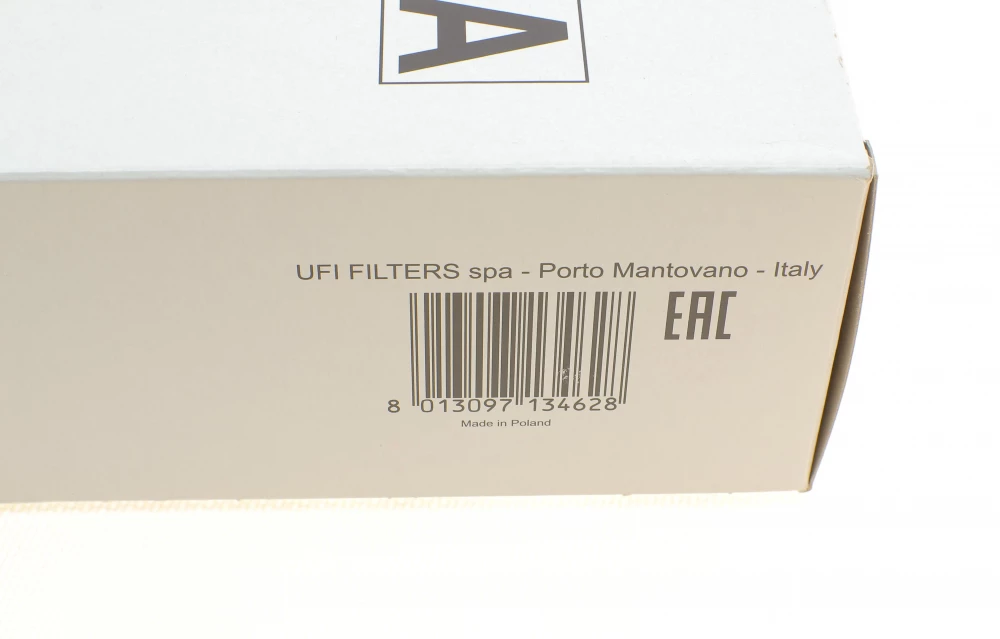 A
UFI FILTERS spa - Porto Mantovano - Italy
EAC
8 013097 134628
Made in Poland